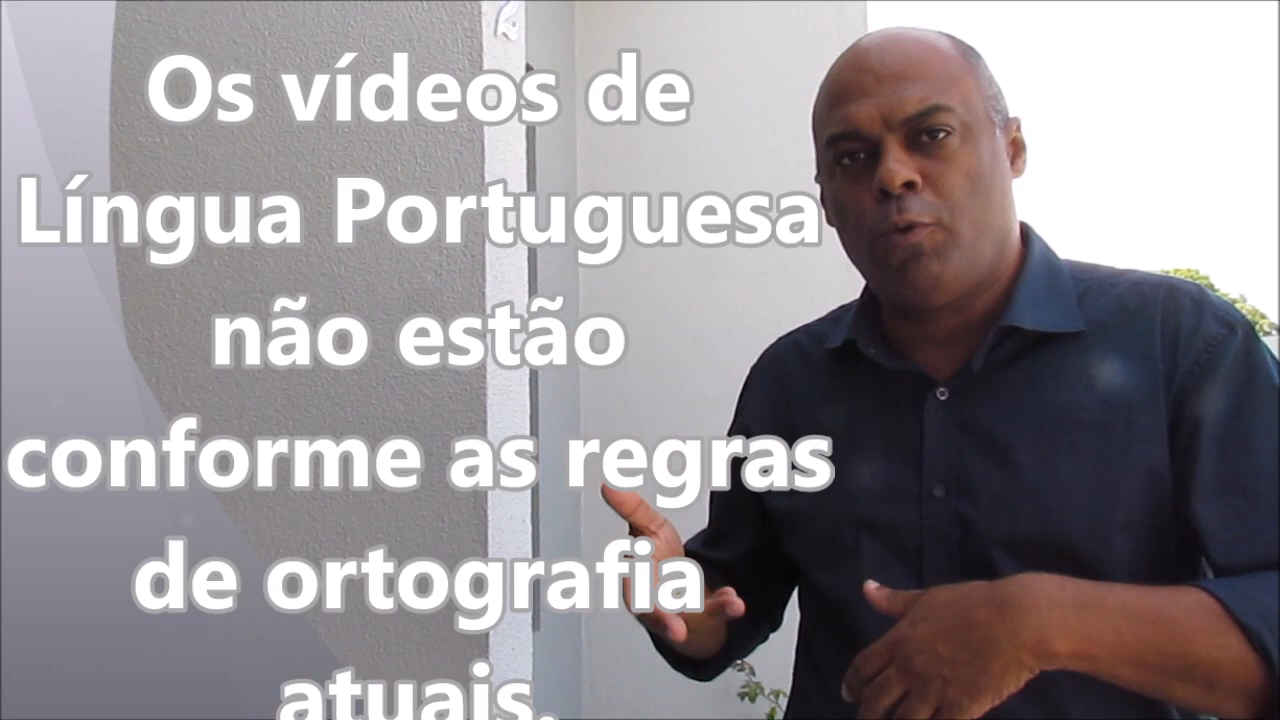 Os vídeos de
Língua Portuguesa
não estão
conforme as regras
de ortografia
atuais.